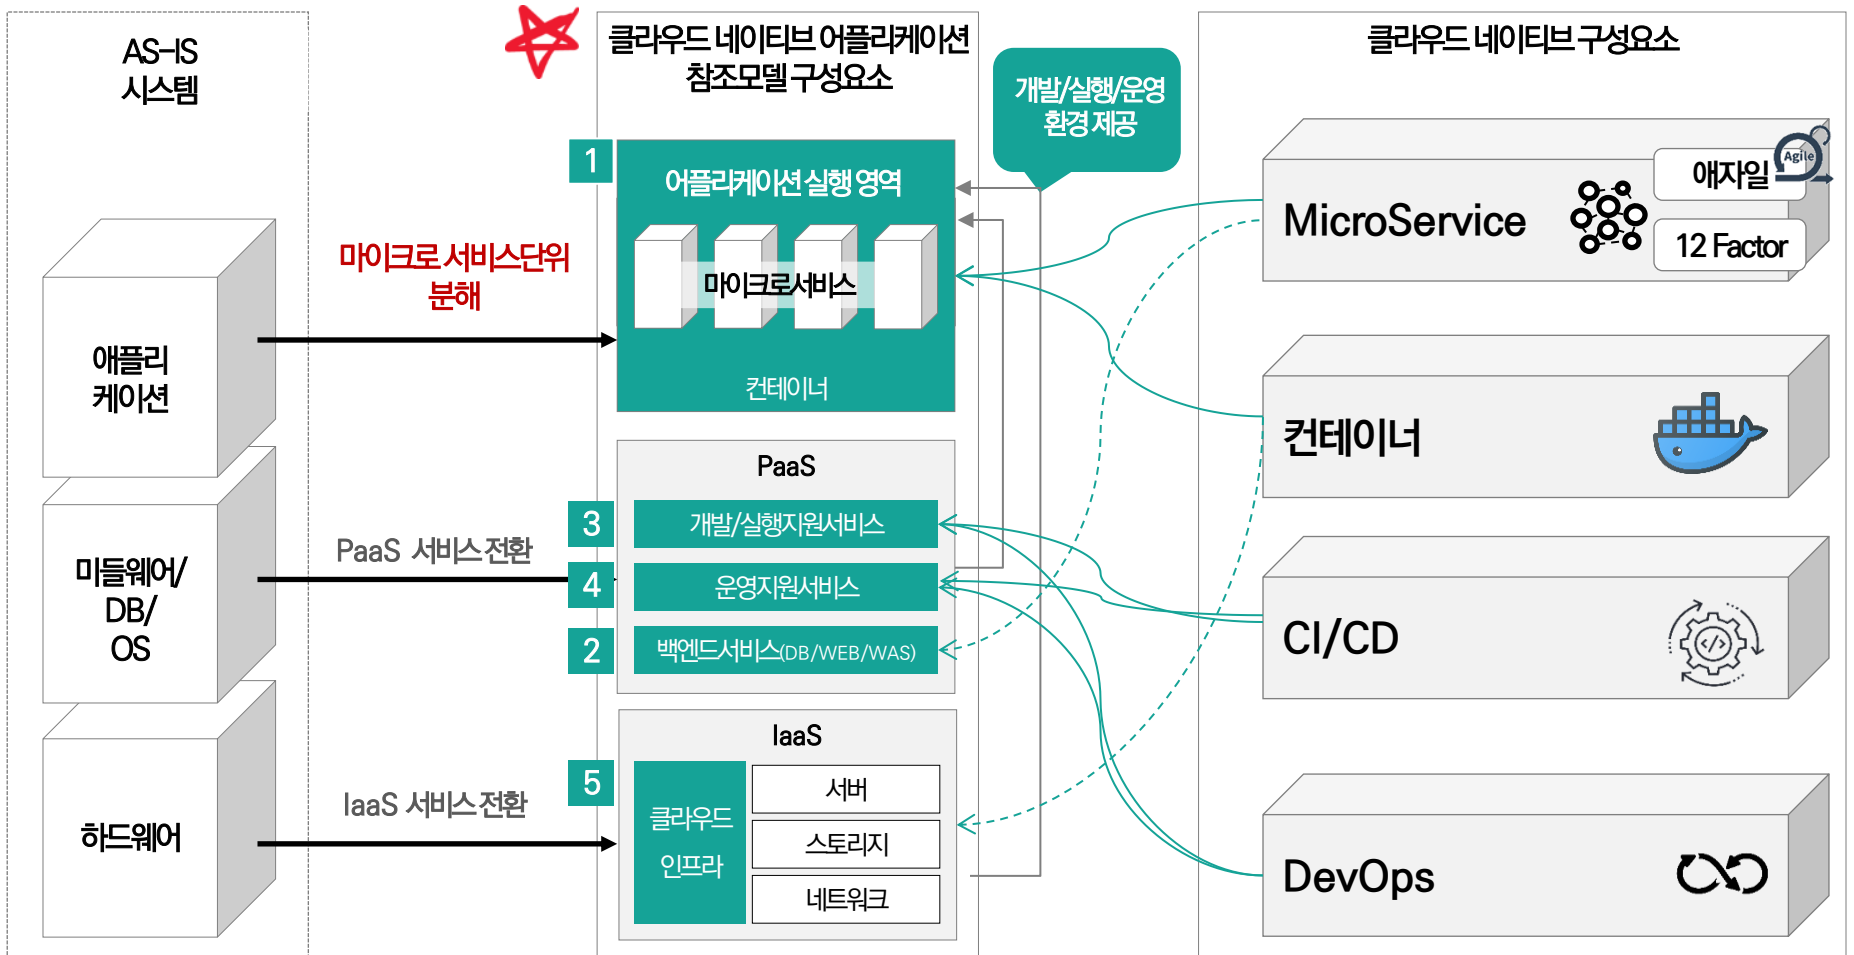 AS-IS
시스템
애플리
케이션
미들웨어/
DB/
OS
하드웨어
마이크로 서비스단위
분해
PaaS 서비스 전환
IaaS 서비스 전환
클라우드 네이티브 어플리케이션
참조모델 구성요소
1
어플리케이션 실행 영역
마이크로서비스
컨테이너
PaaS
3
개발/실행지원서비스
4
운영지원서비스
2
백엔드서비스(DB/WEB/WAS)
IaaS
5
클라우드
인프라
서버
스토리지
네트워크
개발/실행/운영
환경 제공
클라우드 네이티브 구성요소
MicroService
애자일
Agile
12 Factor
컨테이너
CI/CD
</>
DevOps